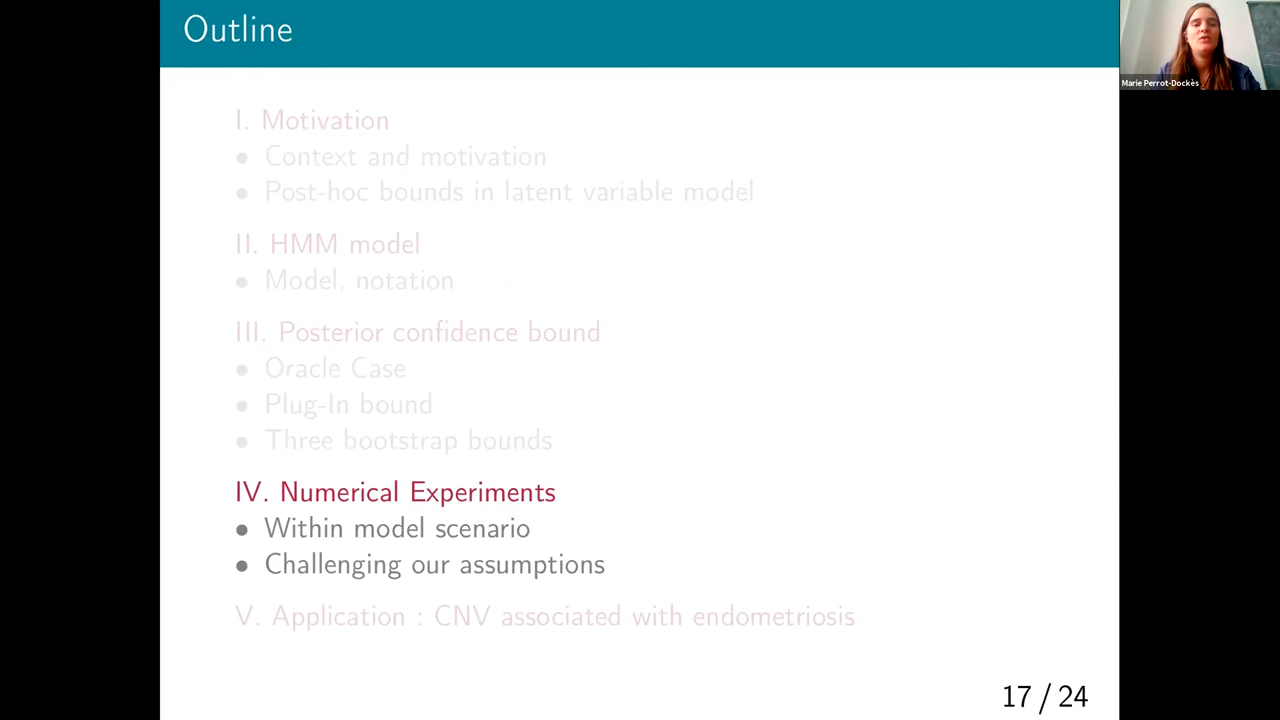 Outline
Marie Perrot-Dockès
I. Motivation
• Context and motivation
• Post-hoc bounds in latent variable model
II. HMM model
• Model, notation
III. Posterior confidence bound
• Oracle Case
• Plug-In bound
• Three bootstrap bounds
IV. Numerical Experiments
• Within model scenario
• Challenging our assumptions
V. Application : CNV associated with endometriosis
17 / 24